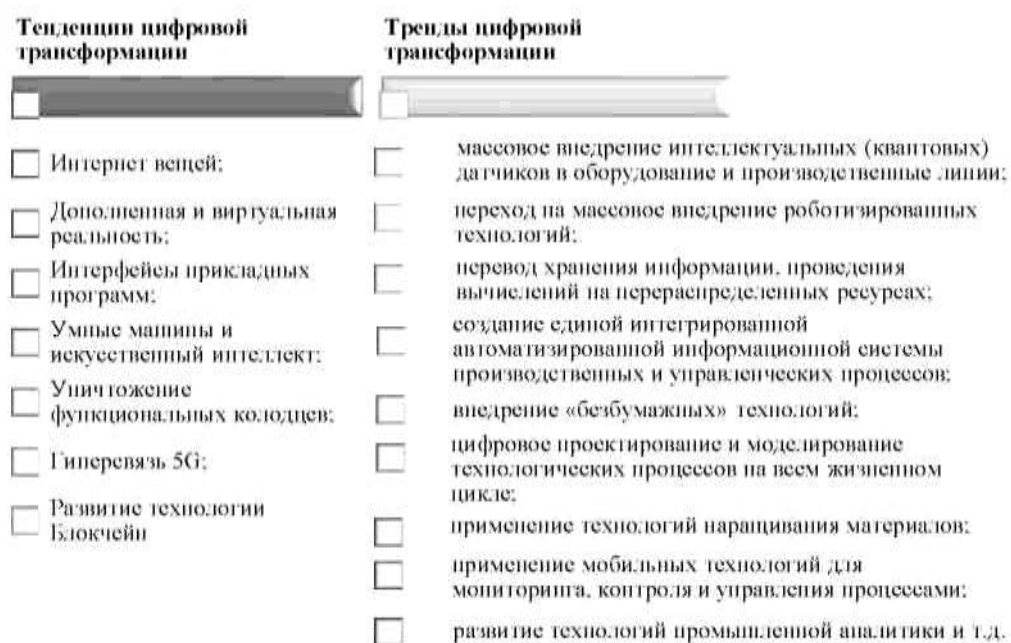 Тенденции цифровой
трансформации
Интернет вещей;
Дополненная и виртуальная
реальность;
Интерфейсы прикладных
программ;
Умные машины и
искусственный интеллект;
Уничтожение
функциональных колодцев;
Гиперсвязь 5G;
Развитие технологии
Блокчейн
Тренды цифровой
трансформации
массовое внедрение интеллектуальных (квантовых)
датчиков в оборудование и производственные линии;
переход на массовое внедрение роботизированных
технологий;
перевод хранения информации, проведения
вычислений на перераспределенных ресурсах;
создание единой интегрированной
автоматизированной информационной системы
производственных и управленческих процессов;
внедрение «безбумажных» технологий;
цифровое проектирование и моделирование
технологических процессов на всем жизненном
цикле;
применение технологий наращивания материалов;
применение мобильных технологий для
мониторинга, контроля и управления процессами;
развитие технологий промышленной аналитики и т.д.